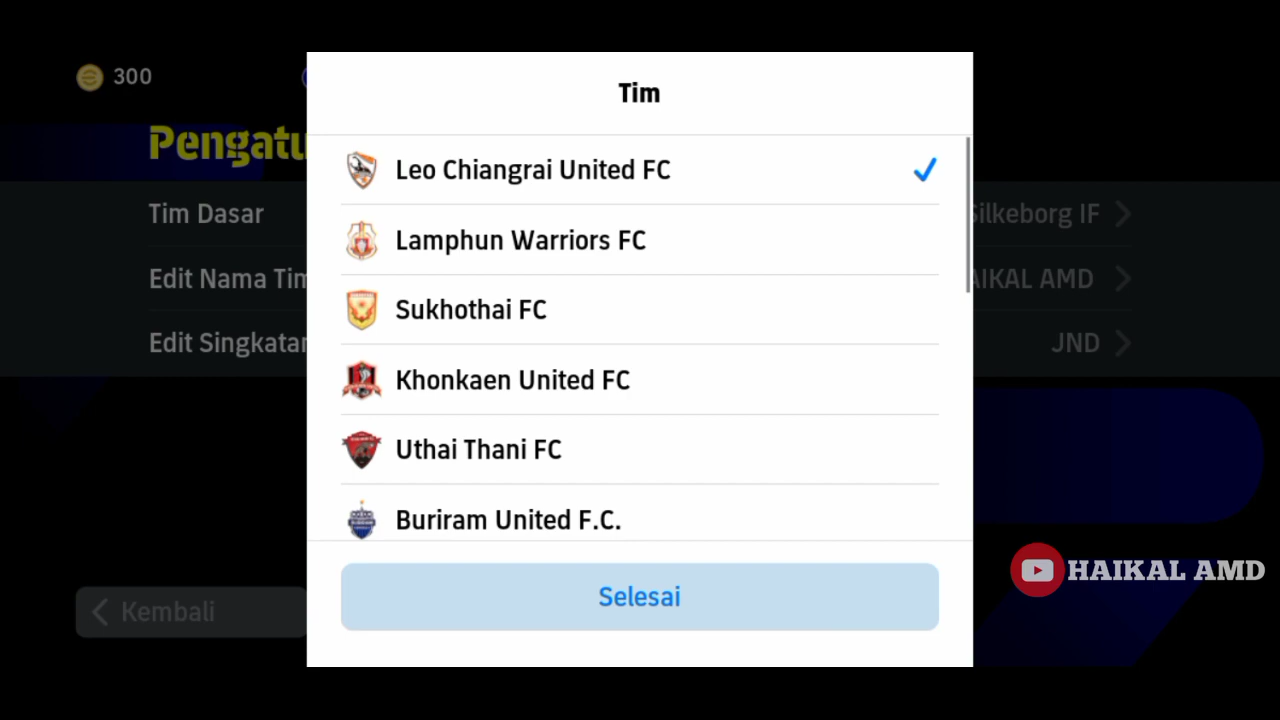 300
Tim
Pengatu
Leo Chiangrai United FC
Tim Dasar
Silkeborg IF
Lamphun Warriors FC
Edit Nama Tim
AIKAL AMD
Sukhothai FC
Edit Singkatan
JND
Khonkaen United FC
Uthai Thani FC
Buriram United F.C.
HAIKAL AMD
Selesai
Kembali